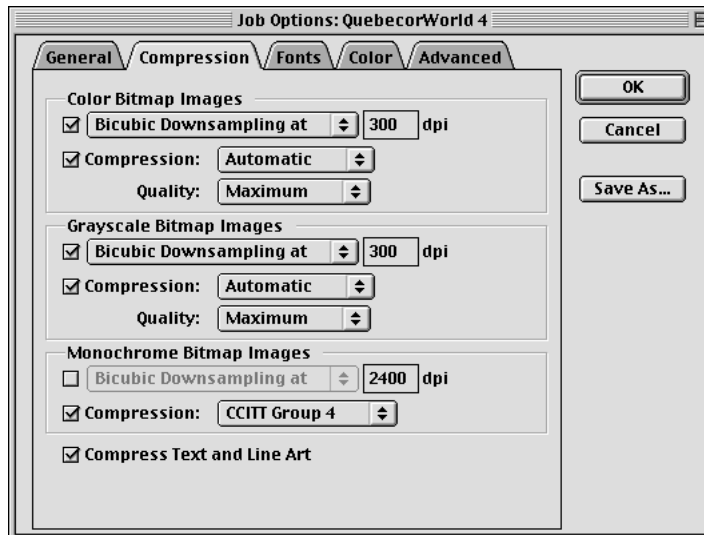 Job Options: QuebecorWorld 4
General Compression Fonts Color Advanced
Color Bitmap Images
Bicubic Downsampling at 300 dpi
Compression: Automatic
Quality: Maximum
Grayscale Bitmap Images
Bicubic Downsampling at 300 dpi
Compression: Automatic
Quality: Maximum
Monochrome Bitmap Images
Bicubic Downsampling at 2400 dpi
Compression: CCITT Group 4
Compress Text and Line Art
OK
Cancel
Save As...